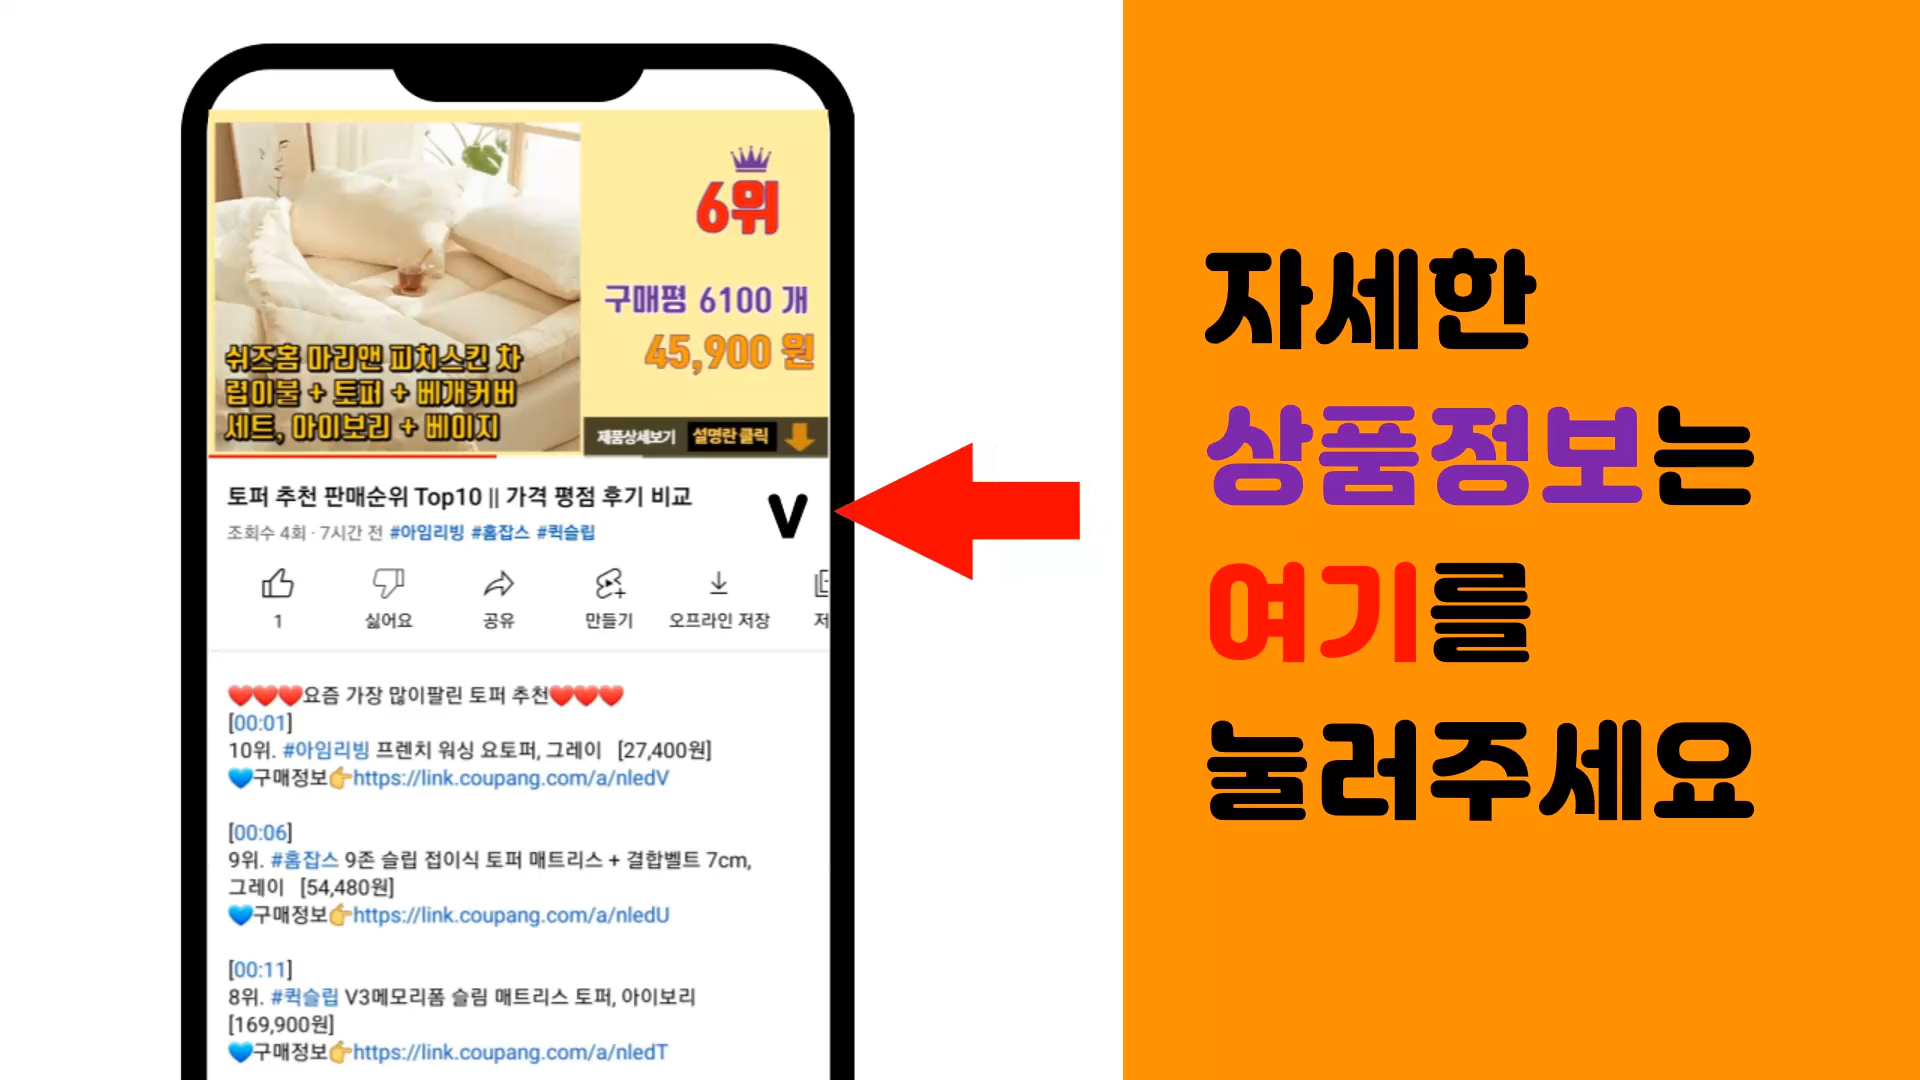 6위
구매평 6100 개
45,900 원
쉬즈홈 마리앤 피치스킨 차
렵이불 + 토퍼 + 베개커버
세트, 아이보리 + 베이지
제품상세보기 설명란 클릭
토퍼 추천 판매순위 Top10 || 가격 평점 후기 비교
V
조회수 4회 · 7시간 전 #아임리빙 #홈잡스 #퀵슬립
1 싫어요 공유 만들기 오프라인 저장 저
❤️❤️❤️요즘 가장 많이팔린 토퍼 추천❤️❤️❤️
[00:01]
10위. #아임리빙 프렌치 워싱 요토퍼, 그레이 [27,400원]
💙구매정보👉https://link.coupang.com/a/nledV
[00:06]
9위. #홈잡스 9존 슬립 접이식 토퍼 매트리스 + 결합벨트 7cm,
그레이 [54,480원]
💙구매정보👉https://link.coupang.com/a/nledU
[00:11]
8위. #퀵슬립 V3메모리폼 슬림 매트리스 토퍼, 아이보리
[169,900원]
💙구매정보👉https://link.coupang.com/a/nledT
자세한
상품정보는
여기를
눌러주세요